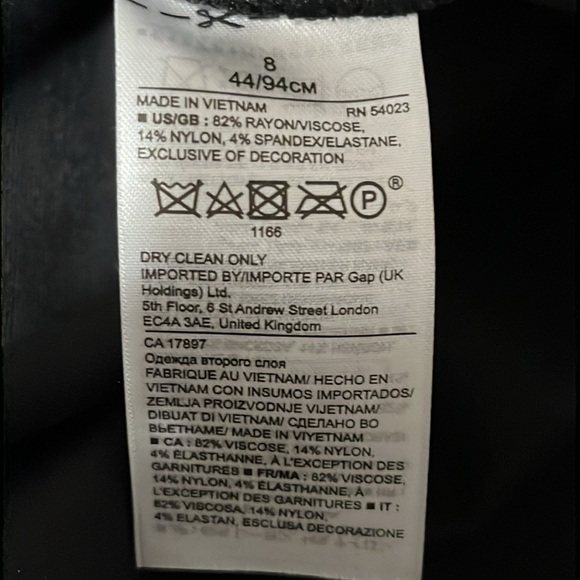 8
44/94CM
MADE IN VIETNAM RN 54023
■ US/GB : 82% RAYON/VISCOSE,
14% NYLON, 4% SPANDEX/ELASTANE,
EXCLUSIVE OF DECORATION
P ®
1166
DRY CLEAN ONLY
IMPORTED BY/IMPORTE PAR Gap (UK
Holdings) Ltd.
5th Floor, 6 St Andrew Street London
EC4A 3AE, United Kingdom
CA 17897
Одежда второго слоя
FABRIQUE AU VIETNAM/ HECHO EN
VIETNAM CON INSUMOS IMPORTADOS/
ZEMLJA PROIZVODNJE VIJETNAM/
DIBUAT DI VIETNAM/ СДЕЛАНО ВО
ВЬЕТНАМЕ/ MADE IN VIYETNAM
■ CA : 82% VISCOSE, 14% NYLON,
4% ÉLASTHANNE, À L'EXCEPTION DES
GARNITURES ■ FR/MA : 82% VISCOSE,
14% NYLON, 4% ÉLASTHANNE, À
L'EXCEPTION DES GARNITURES ■ IT :
82% VISCOSA, 14% NYLON,
4% ELASTAN, ESCLUSA DECORAZIONE